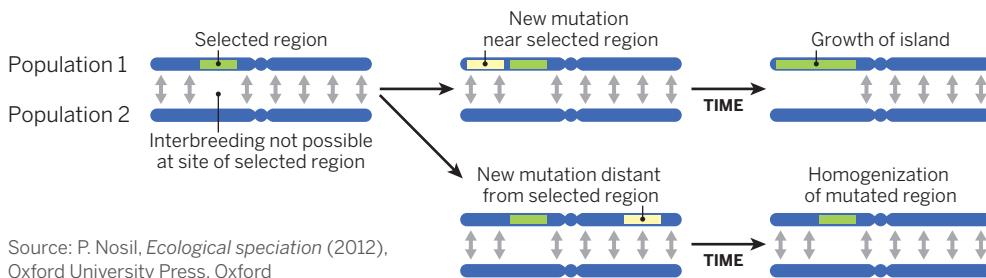 New mutation
near selected region
Selected region
Growth of island
Population 1
Population 2
TIME
Interbreeding not possible
at site of selected region
New mutation distant
from selected region
Homogenization
of mutated region
Source: P. Nosil, Ecological speciation (2012),
Oxford University Press, Oxford
TIME